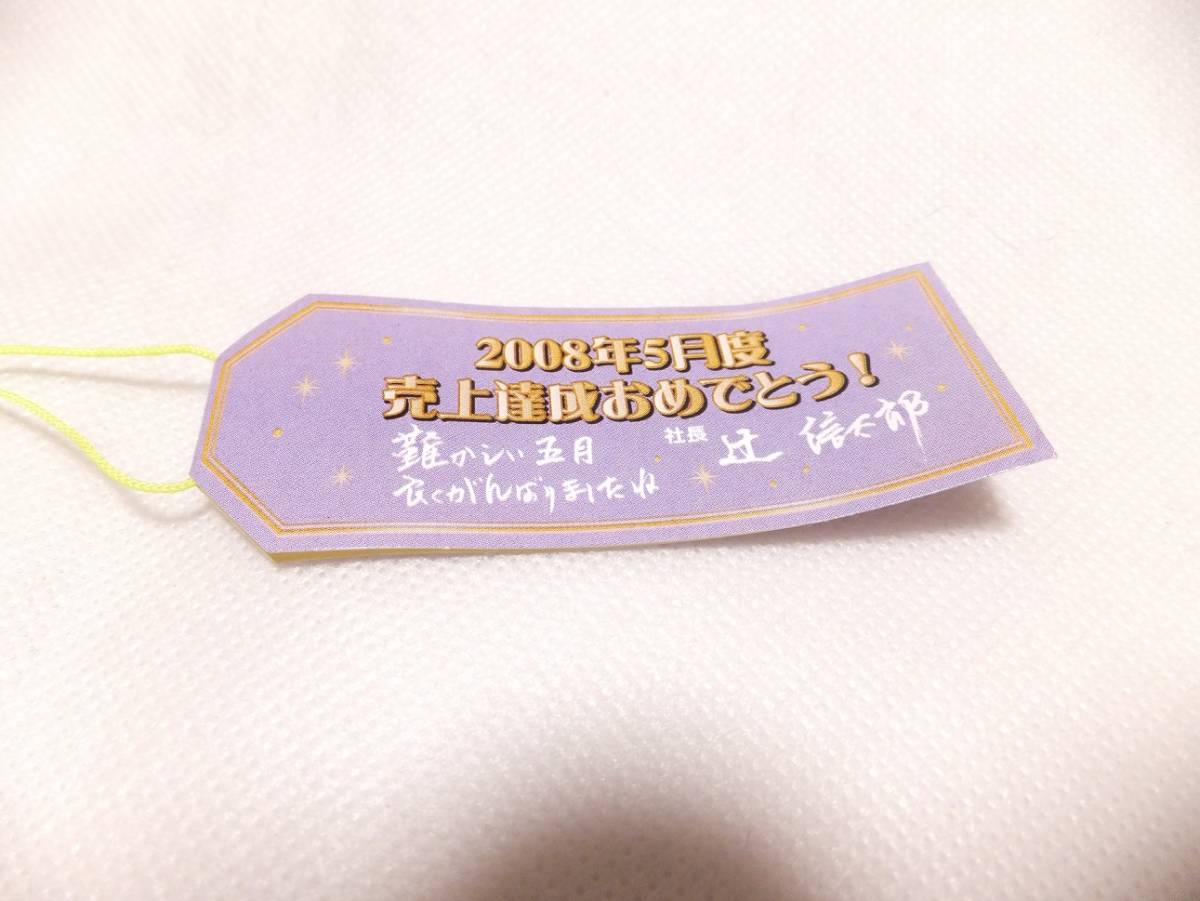 2008年5月度
売上達成おめでとう!
難かしい五月
良くがんばりましたね
社長 辻 信太郎